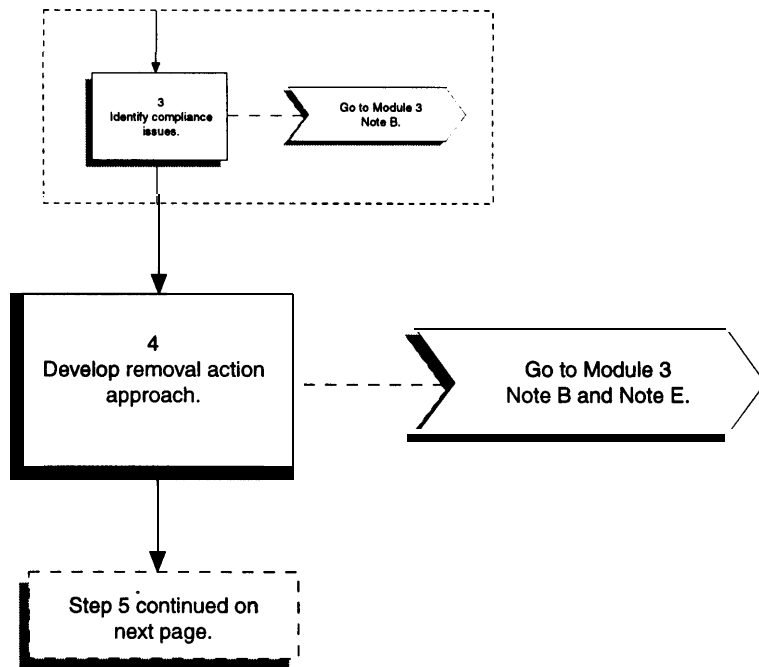 3
Identify compliance
issues.
Go to Module 3
Note B.
4
Develop removal action
approach.
Go to Module 3
Note B and Note E.
Step 5 continued on
next page.